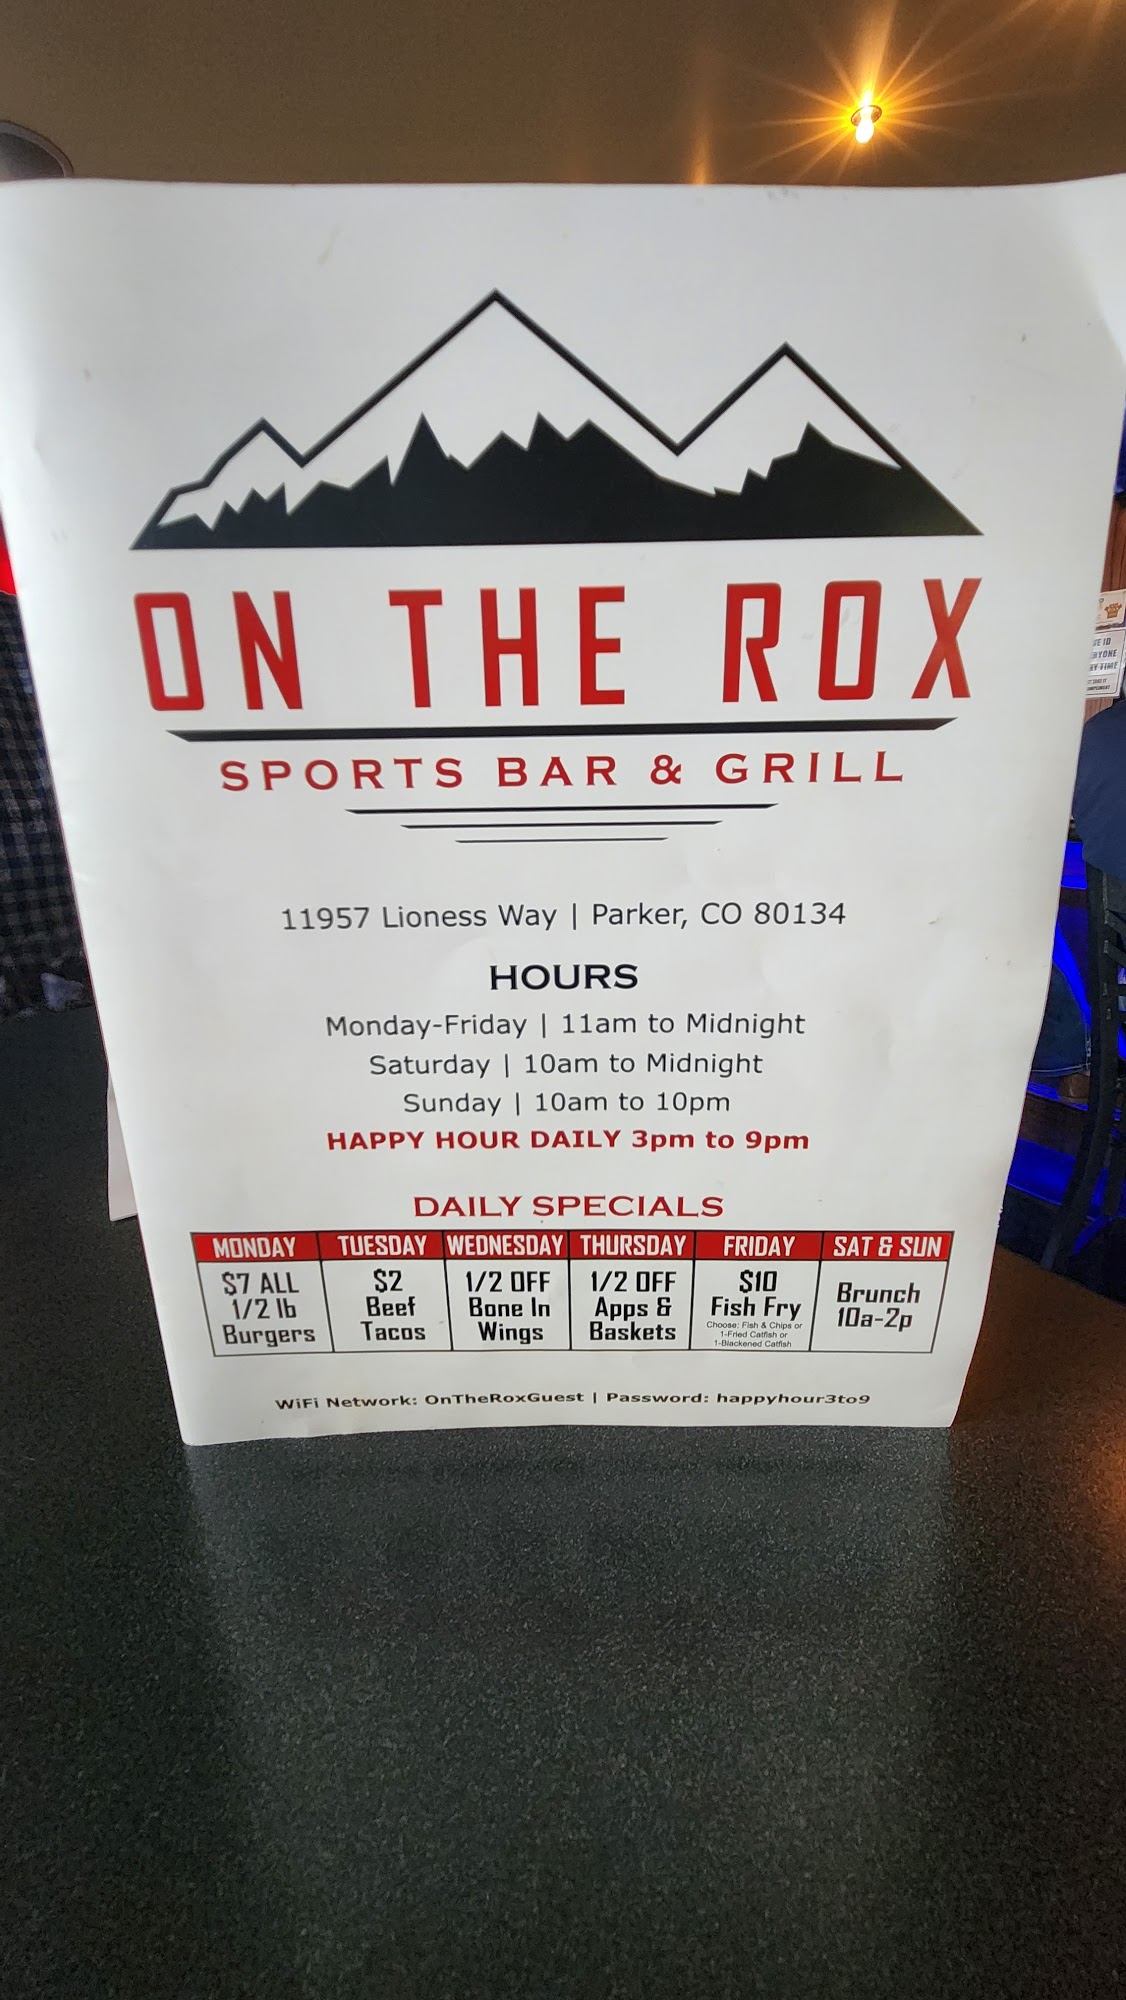 ON THE ROX
SPORTS BAR & GRILL
11957 Lioness Way | Parker, CO 80134
HOURS
Monday-Friday | 11am to Midnight
Saturday | 10am to Midnight
Sunday | 10am to 10pm
HAPPY HOUR DAILY 3pm to 9pm
DAILY SPECIALS
MONDAY TUESDAY WEDNESDAY THURSDAY FRIDAY SAT & SUN
$7 ALL
1/2 lb
Burgers
$2
Beef
Tacos
1/2 OFF
Bone In
Wings
1/2 OFF
Apps &
Baskets
$10
Fish Fry
Choose: Fish & Chips or
1-Fried Catfish or
1-Blackened Catfish
Brunch
10a-2p
WiFi Network: OnTheRoxGuest | Password: happyhour3to9